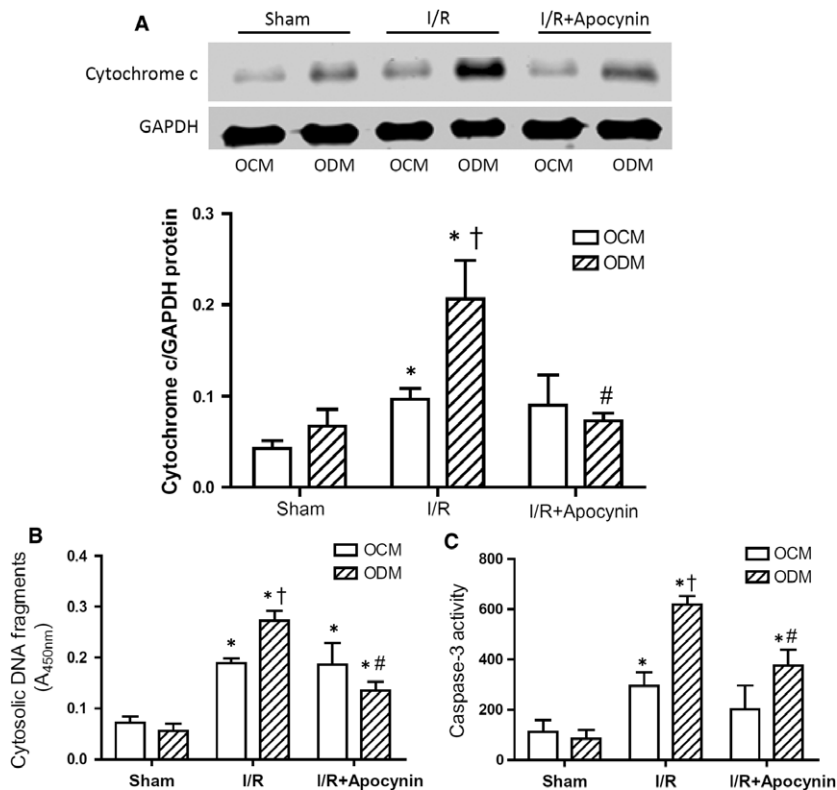 A
Sham I/R I/R+Apocynin
Cytochrome c
GAPDH
OCM ODM OCM ODM OCM ODM
Cytochrome c/GAPDH protein
0.3
0.2
0.1
0.0
* †
*
#
OCM
ODM
Sham I/R I/R+Apocynin
B
Cytosolic DNA fragments
(A450nm)
0.4
0.3
0.2
0.1
0.0
*
*†
*
*#
OCM
ODM
Sham I/R I/R+Apocynin
C
Caspase-3 activity
800
600
400
200
0
*
*†
*#
OCM
ODM
Sham I/R I/R+Apocynin